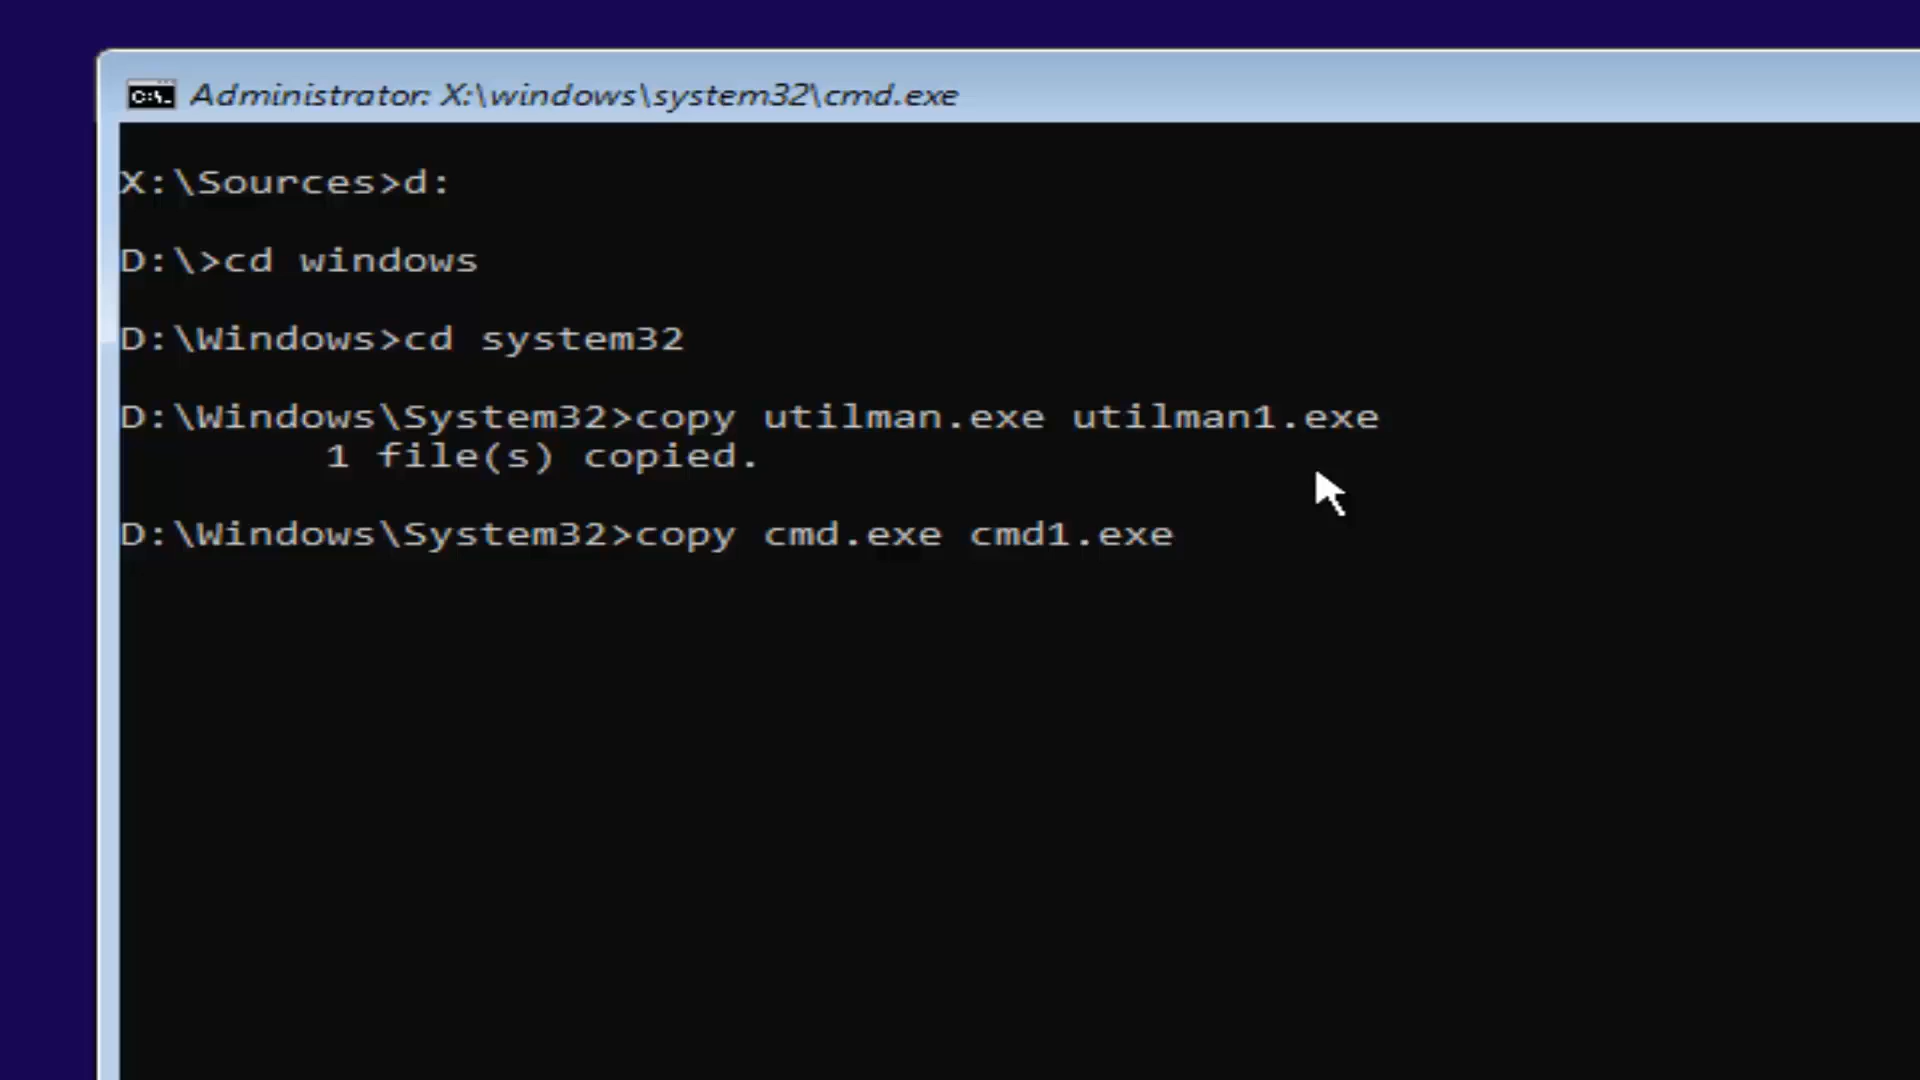 C:\.
Administrator: X:\windows\system32\cmd.exe
X:\Sources>d:
D:\>cd windows
D:\Windows>cd system32
D:\Windows\System32>copy utilman.exe utilman1.exe
1 file(s) copied.
D:\Windows\System32>copy cmd.exe cmd1.exe